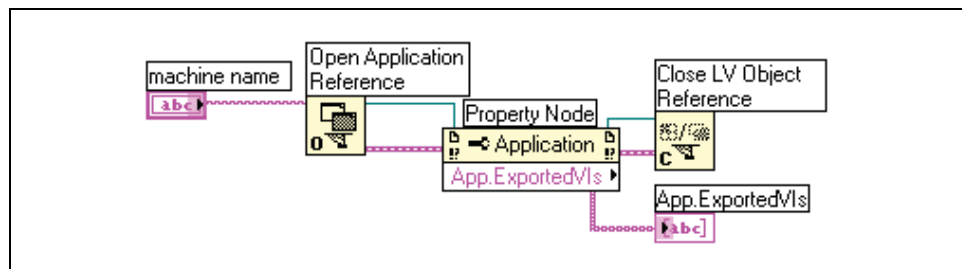 machine name
abc
Open Application
Reference
O
Property Node
Application
App.ExportedVIs
Close LV Object
Reference
C
App.ExportedVIs
[abc]